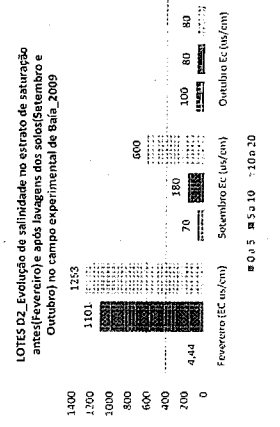 LOTES D2_Evolução de salinidade no estrato de saturação
antes(Fevereiro) e após lavagens dos solos(Setembro e
Outubro) no campo experimental de Baía_2009
1400
1200
1000
800
600
400
200
0
4,44
1101
1253
70
180
600
100
80
80
Fevereiro (EC us/cm)
Setembro Ec (us/cm)
Outubro Ec (us/cm)
0 a 5
5 a 10
10 a 20